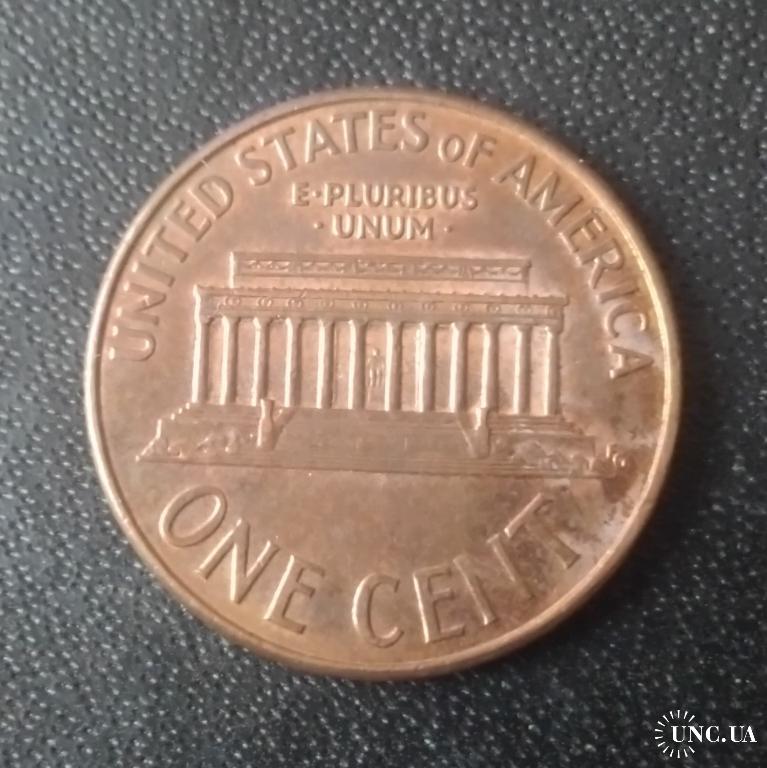 UNITED STATES OF AMERICA
E·PLURIBUS
·UNUM·
ONE CENT
UNC.UA